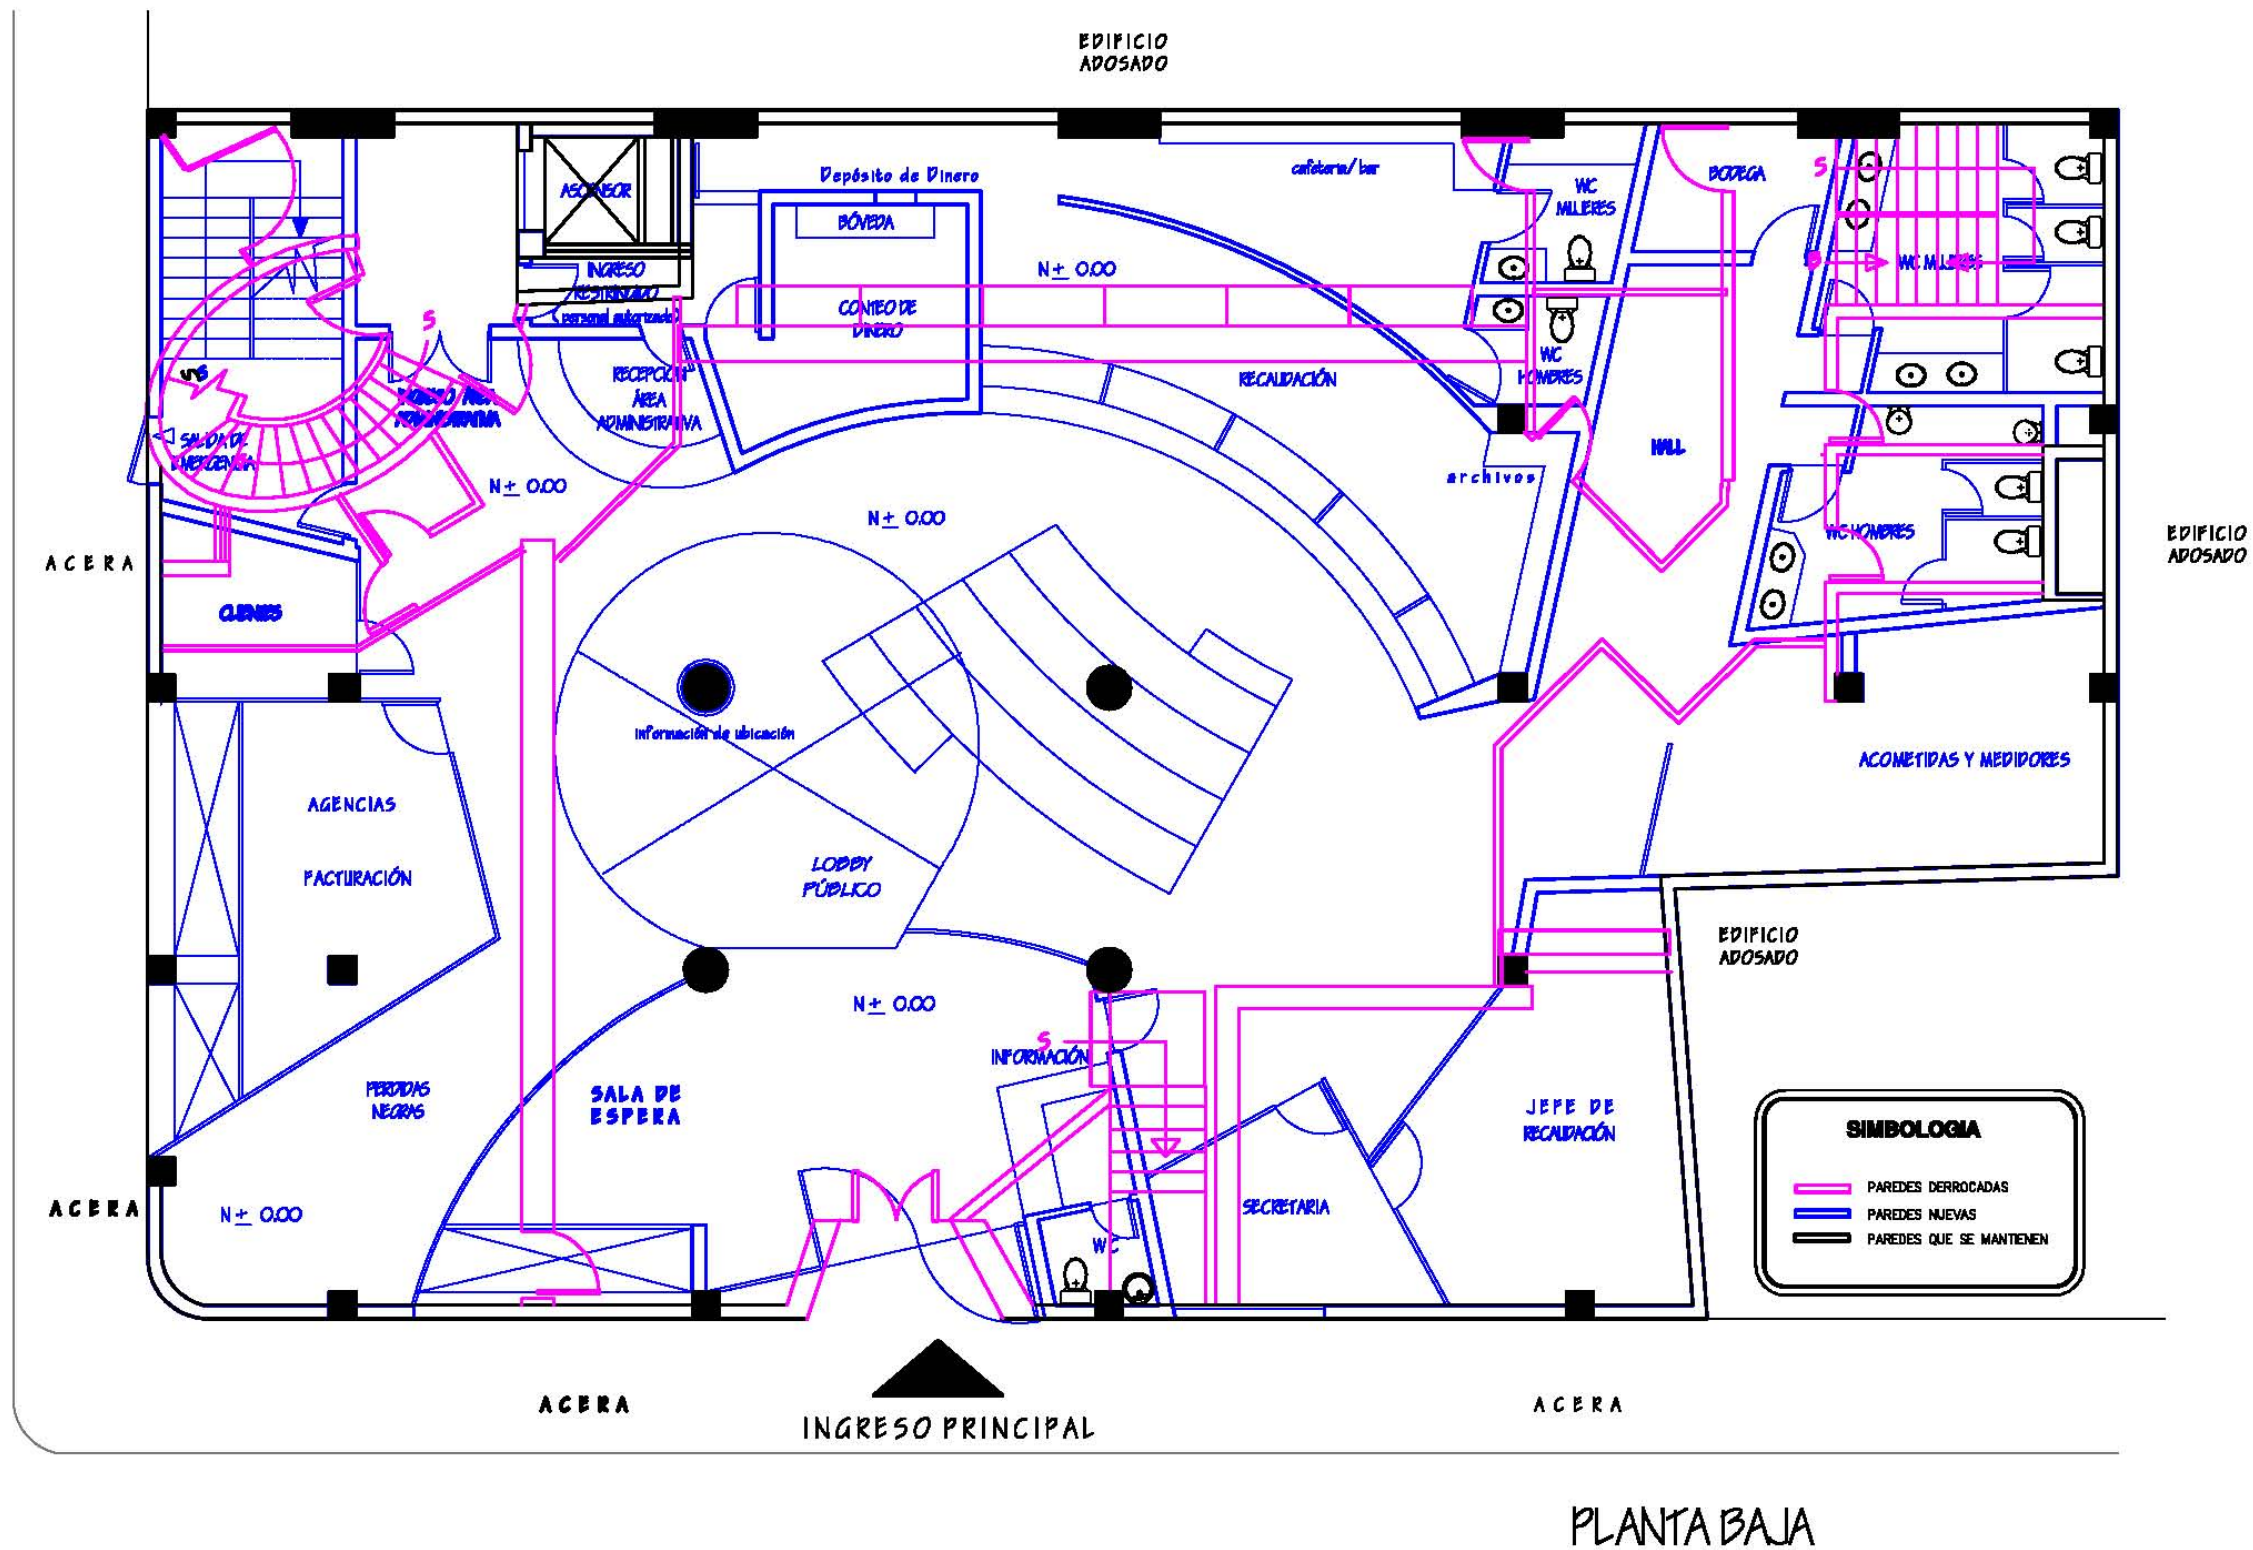 EDIFICIO
ADOSADO
Depósito de Dinero
cafetería/bar
BODEGA
S
ASCENSOR
WC
MUJERES
BÓVEDA
INGRESO
RESTRINGIDO
(personal autorizado)
N± 0.00
WC MUJERES
CONTEO DE
DINERO
S
S
WC
HOMBRES
RECEPCIÓN
ÁREA
ADMINISTRATIVA
RECAUDACIÓN
SALIDA DE
EMERGENCIA
HALL
archivos
N± 0.00
N± 0.00
WC HOMBRES
EDIFICIO
ADOSADO
ACERA
CLIENTES
Información de ubicación
ACOMETIDAS Y MEDIDORES
AGENCIAS
FACTURACIÓN
LOBBY
PÚBLICO
EDIFICIO
ADOSADO
N± 0.00
S
INFORMACIÓN
PERDIDAS
NEGRAS
SALA DE
ESPERA
JEFE DE
RECAUDACIÓN
SIMBOLOGIA
PAREDES DERROCADAS
PAREDES NUEVAS
PAREDES QUE SE MANTIENEN
ACERA
N± 0.00
SECRETARIA
WC
ACERA
ACERA
INGRESO PRINCIPAL
PLANTA BAJA